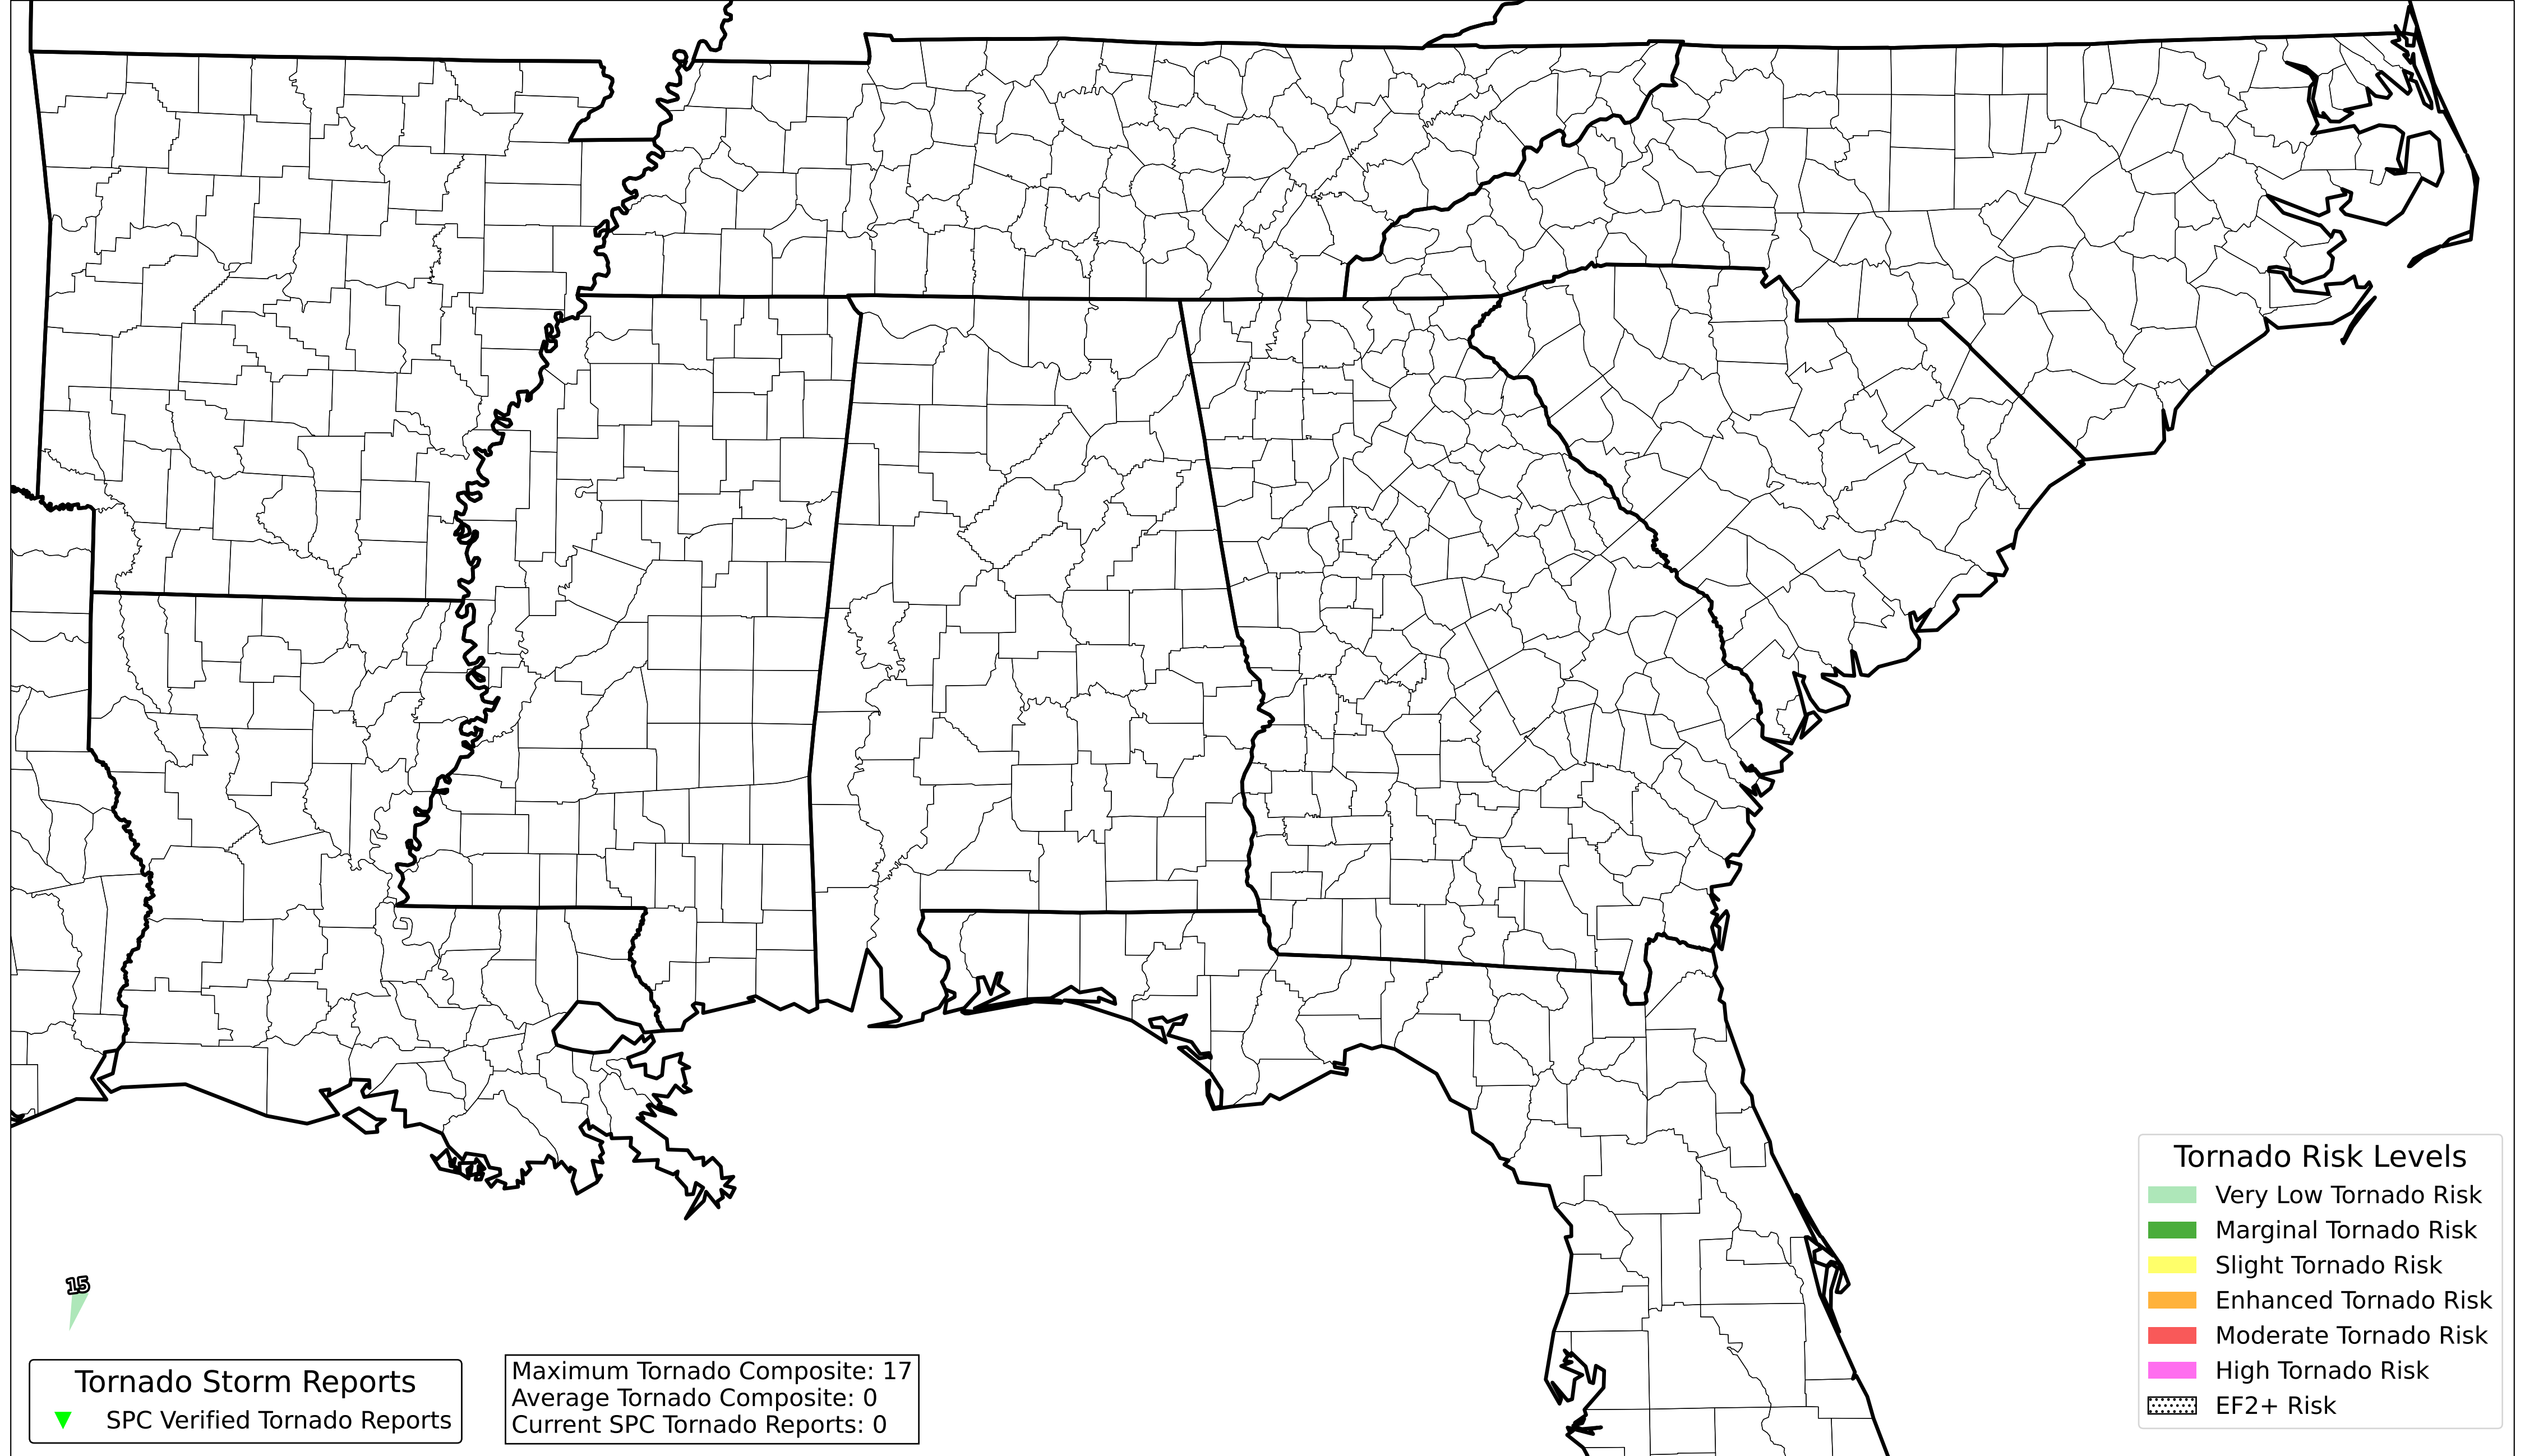 15
Tornado Storm Reports
SPC Verified Tornado Reports
Maximum Tornado Composite: 17
Average Tornado Composite: 0
Current SPC Tornado Reports: 0
Tornado Risk Levels
Very Low Tornado Risk
Marginal Tornado Risk
Slight Tornado Risk
Enhanced Tornado Risk
Moderate Tornado Risk
High Tornado Risk
EF2+ Risk